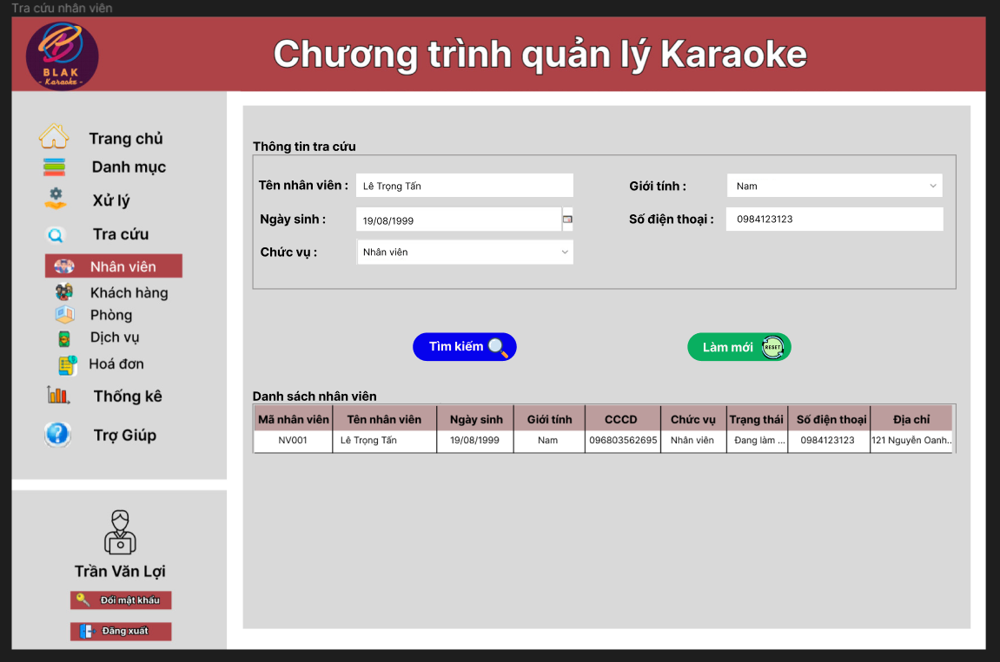 Tra cứu nhân viên
BLAK
- Karaoke -
Chương trình quản lý Karaoke
Trang chủ
Danh mục
Xử lý
Tra cứu
Nhân viên
Khách hàng
Phòng
Dịch vụ
Hoá đơn
Thống kê
Trợ Giúp
Trần Văn Lợi
Đổi mật khẩu
Đăng xuất
Thông tin tra cứu
Tên nhân viên : Lê Trọng Tấn Giới tính : Nam
Ngày sinh : 19/08/1999 Số điện thoại : 0984123123
Chức vụ : Nhân viên
Tìm kiếm Làm mới RESET
Danh sách nhân viên
Mã nhân viên Tên nhân viên Ngày sinh Giới tính CCCD Chức vụ Trạng thái Số điện thoại Địa chỉ
NV001 Lê Trọng Tấn 19/08/1999 Nam 096803562695 Nhân viên Đang làm ... 0984123123 121 Nguyễn Oanh..